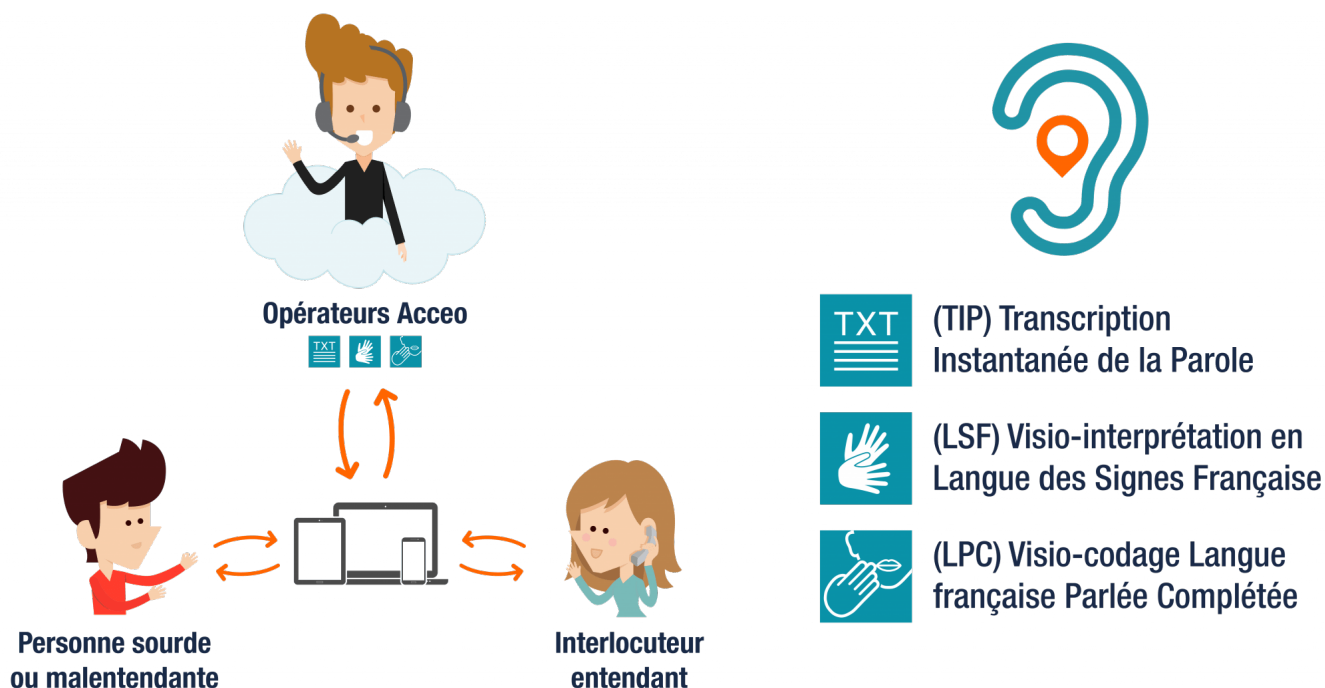 Opérateurs Acceo
TXT
Personne sourde
ou malentendante
Interlocuteur
entendant
TXT
(TIP) Transcription
Instantanée de la Parole
(LSF) Visio-interprétation en
Langue des Signes Française
(LPC) Visio-codage Langue
française Parlée Complétée